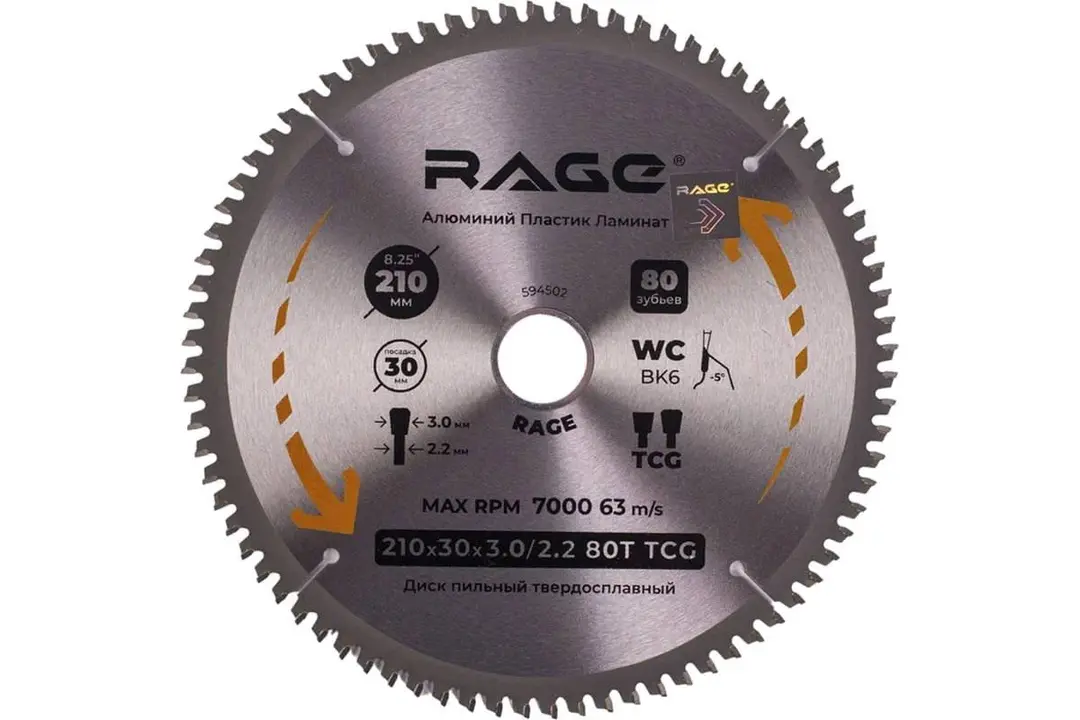 RAGE®
RAGE®
Алюминий Пластик Ламинат
8.25"
210
мм
594502
80
зубьев
посадка
30
мм
WC
BK6
-5°
3.0 мм
2.2 мм
RAGE
TCG
MAX RPM 7000 63 m/s
210x30x3.0/2.2 80T TCG
Диск пильный твердосплавный